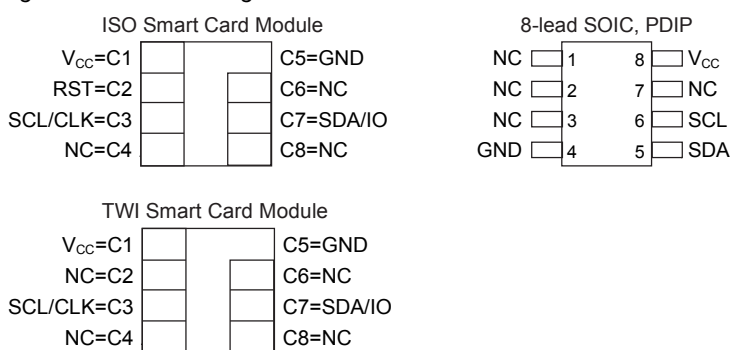 ISO Smart Card Module
VCC=C1 C5=GND
RST=C2 C6=NC
SCL/CLK=C3 C7=SDA/IO
NC=C4 C8=NC
8-lead SOIC, PDIP
NC 1 8 VCC
NC 2 7 NC
NC 3 6 SCL
GND 4 5 SDA
TWI Smart Card Module
VCC=C1 C5=GND
NC=C2 C6=NC
SCL/CLK=C3 C7=SDA/IO
NC=C4 C8=NC